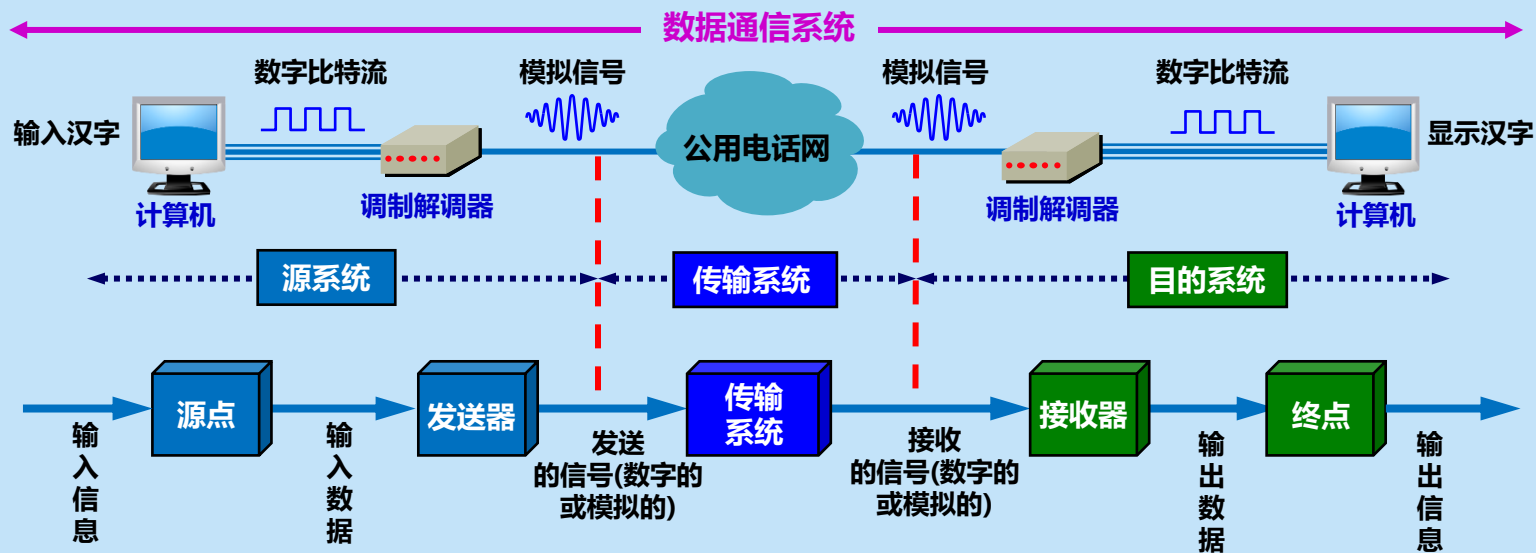 数据通信系统
数字比特流
模拟信号
模拟信号
数字比特流
输入汉字
公用电话网
显示汉字
计算机
调制解调器
调制解调器
计算机
源系统
传输系统
目的系统
源点
发送器
传输
系统
接收器
终点
输入信息
输入数据
发送
的信号(数字的
或模拟的)
接收
的信号(数字的
或模拟的)
输出数据
输出信息